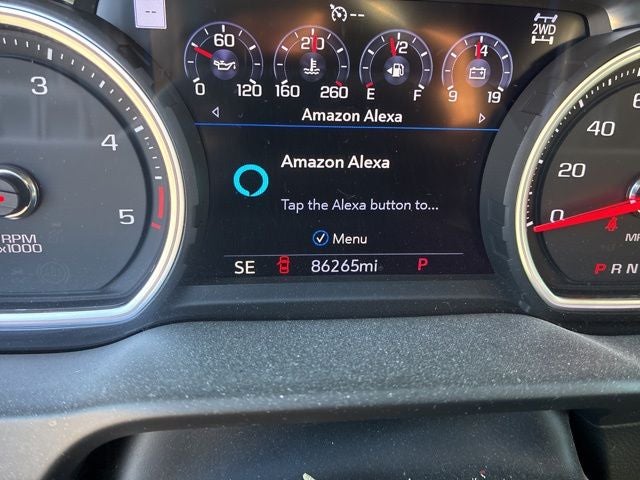 --
--
2WD
60
0 120
210
160 260
1/2
E F
14
9 19
Amazon Alexa
Amazon Alexa
Tap the Alexa button to...
Menu
SE 86265mi P
3
4
5
RPM
x1000
40
20
0
P R N